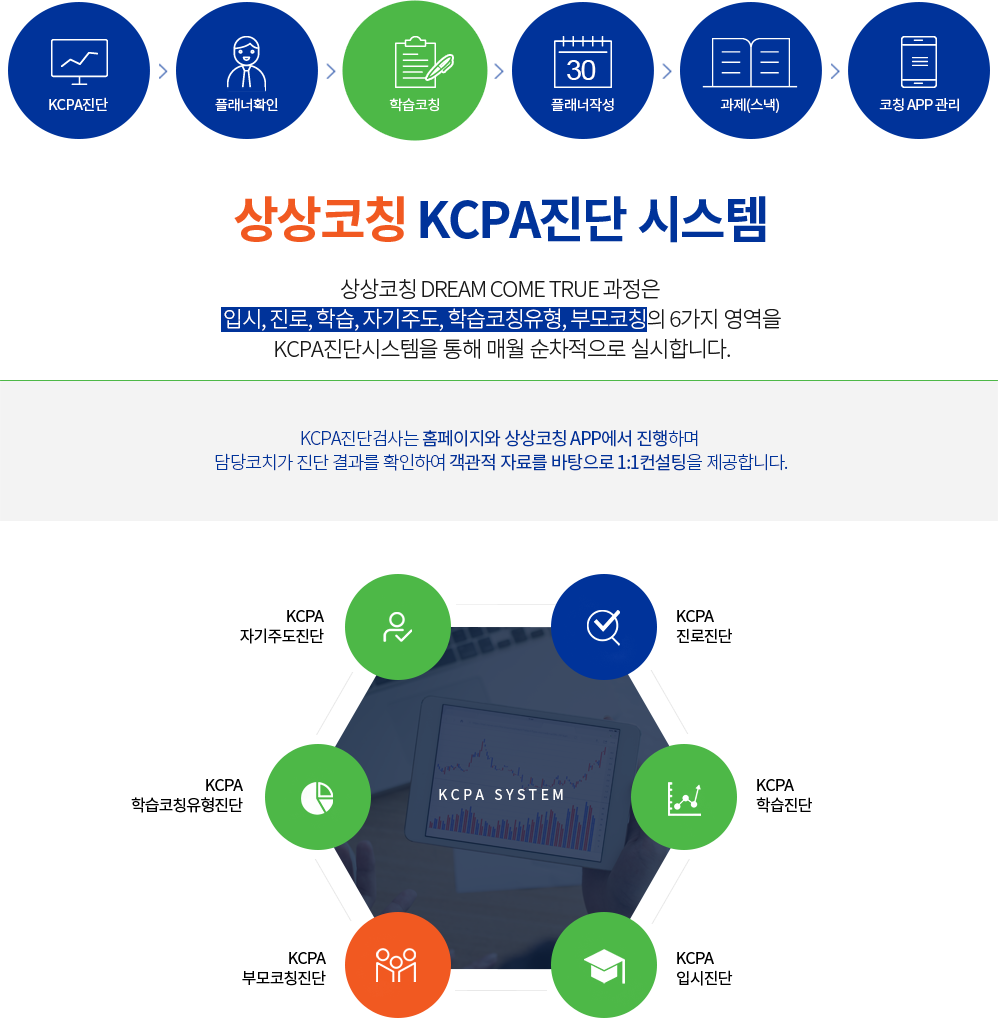 KCPA진단
플래너확인
학습코칭
30
플래너작성
과제(스낵)
코칭 APP 관리
상상코칭 KCPA진단 시스템
상상코칭 DREAM COME TRUE 과정은
입시, 진로, 학습, 자기주도, 학습코칭유형, 부모코칭의 6가지 영역을
KCPA진단시스템을 통해 매월 순차적으로 실시합니다.
KCPA진단검사는 홈페이지와 상상코칭 APP에서 진행하며
담당코치가 진단 결과를 확인하여 객관적 자료를 바탕으로 1:1컨설팅을 제공합니다.
KCPA
자기주도진단
KCPA
진로진단
KCPA
학습코칭유형진단
KCPA SYSTEM
KCPA
학습진단
KCPA
부모코칭진단
KCPA
입시진단